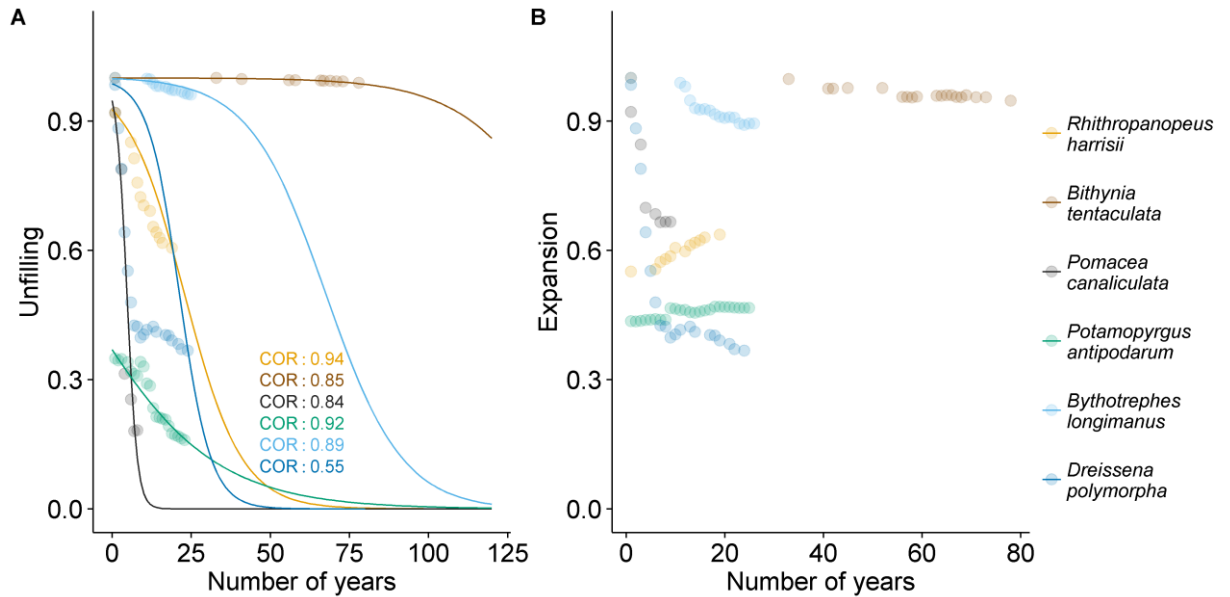 A
Unfilling
0.9
0.6
0.3
0.0
COR : 0.94
COR : 0.85
COR : 0.84
COR : 0.92
COR : 0.89
COR : 0.55
0 25 50 75 100 125
Number of years
B
Expansion
0.9
0.6
0.3
0.0
0 20 40 60 80
Number of years
Rhithropanopeus
harrisii
Bithynia
tentaculata
Pomacea
canaliculata
Potamopyrgus
antipodarum
Bythotrephes
longimanus
Dreissena
polymorpha